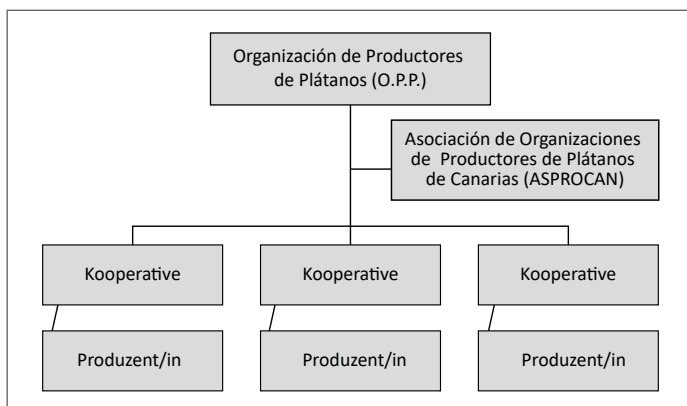 Organización de Productores
de Plátanos (O.P.P.)
Asociación de Organizaciones
de Productores de Plátanos
de Canarias (ASPROCAN)
Kooperative
Kooperative
Kooperative
Produzent/in
Produzent/in
Produzent/in